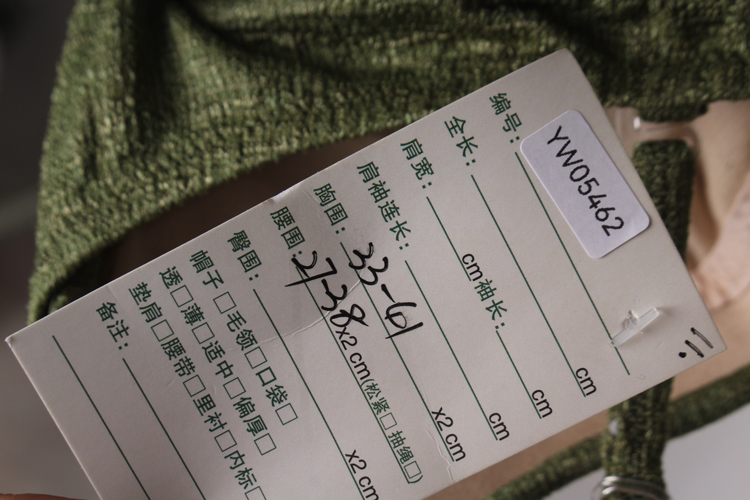 编号: YW05462
全长: cm
肩宽: cm 袖长: cm
肩袖连长: cm
胸围: 33-61 x2 cm
腰围 27-38 x2 cm(松紧□ 抽绳□)
臀围: x2 cm
帽子□ 毛领□ 口袋□
透□ 薄□ 适中□ 偏厚□
垫肩□ 腰带□ 里衬□ 内标□
备注: